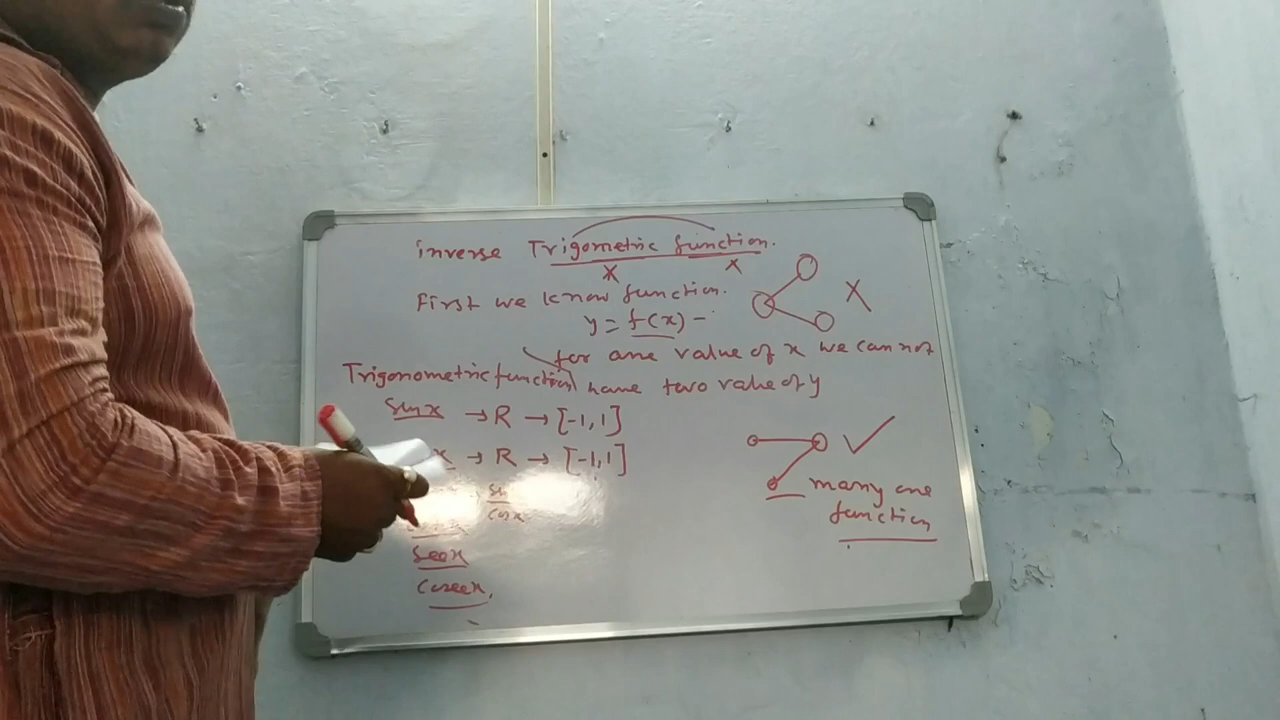 inverse Trigometric function.
First we know function.
y = f(x) -
for one value of x we can not
Trigonometric function have two value of y
sinx → R → [-1,1]
x → R → [-1,1]
cosx
secx
cosecx,
many one
function